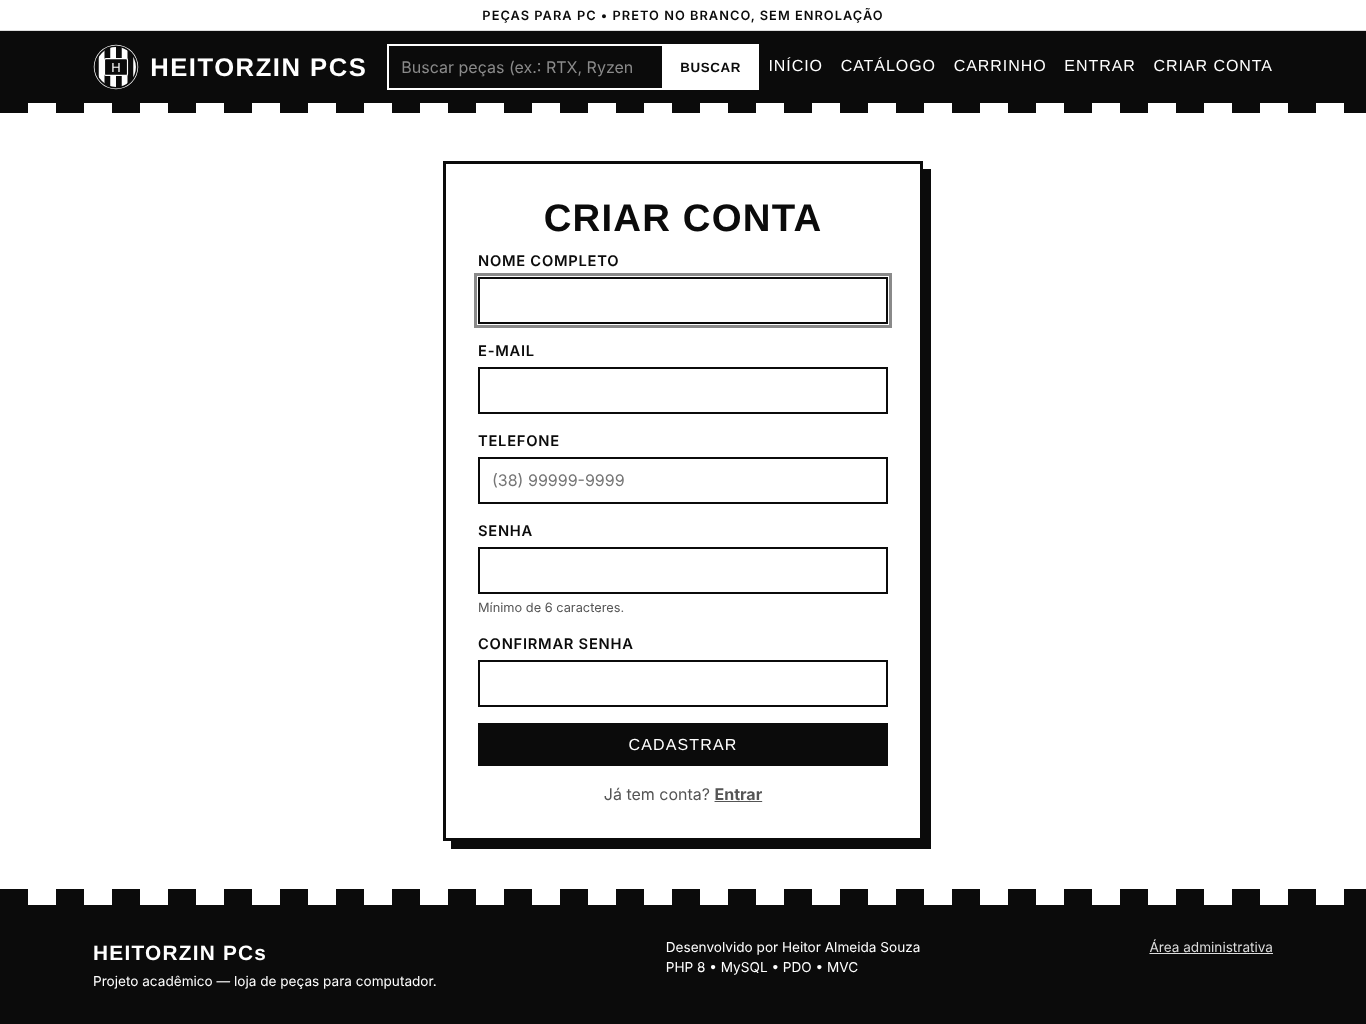 PEÇAS PARA PC • PRETO NO BRANCO, SEM ENROLAÇÃO
H
HEITORZIN PCS
Buscar peças (ex.: RTX, Ryzen
BUSCAR
INÍCIO
CATÁLOGO
CARRINHO
ENTRAR
CRIAR CONTA
CRIAR CONTA
NOME COMPLETO
E-MAIL
TELEFONE
(38) 99999-9999
SENHA
Mínimo de 6 caracteres.
CONFIRMAR SENHA
CADASTRAR
Já tem conta? Entrar
HEITORZIN PCs
Projeto acadêmico — loja de peças para computador.
Desenvolvido por Heitor Almeida Souza
PHP 8 • MySQL • PDO • MVC
Área administrativa